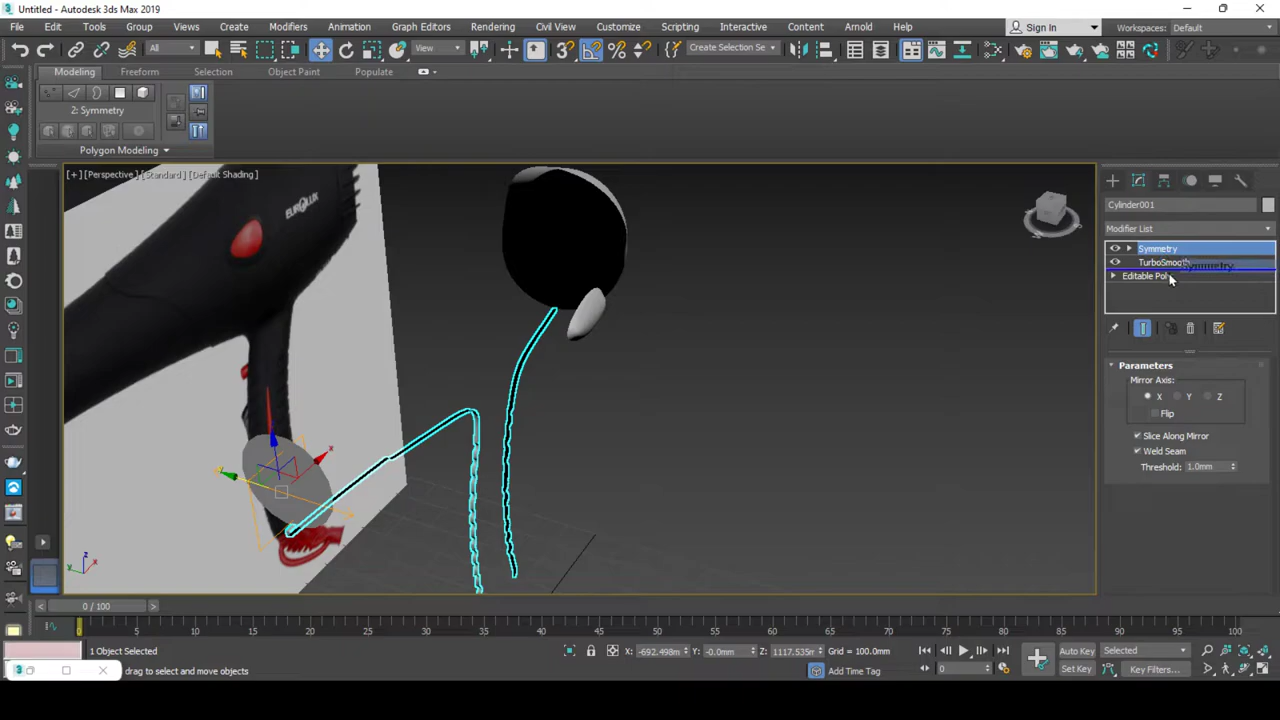 Untitled - Autodesk 3ds Max 2019
File Edit Tools Group Views Create Modifiers Animation Graph Editors Rendering Civil View Customize Scripting Interactive Content Arnold Help Sign In Workspaces: Default
All View Create Selection Se
Modeling Freeform Selection Object Paint Populate
2: Symmetry
Polygon Modeling
[+] [Perspective] [Standard] [Default Shading]
EUROLUX
Cylinder001
Modifier List
Symmetry
TurboSmooth
Symmetry
Editable Poly
Parameters
Mirror Axis:
X Y Z
Flip
Slice Along Mirror
Weld Seam
Threshold: 1.0mm
z
x
y
z
x
y
0 / 100
0 5 10 15 20 25 30 35 40 45 50 55 60 65 70 75 80 85 90 95 100
1 Object Selected X: -692.498m Y: -0.0mm Z: 1117.535m Grid = 100.0mm Auto Key Selected
drag to select and move objects Add Time Tag 0 Set Key Key Filters...